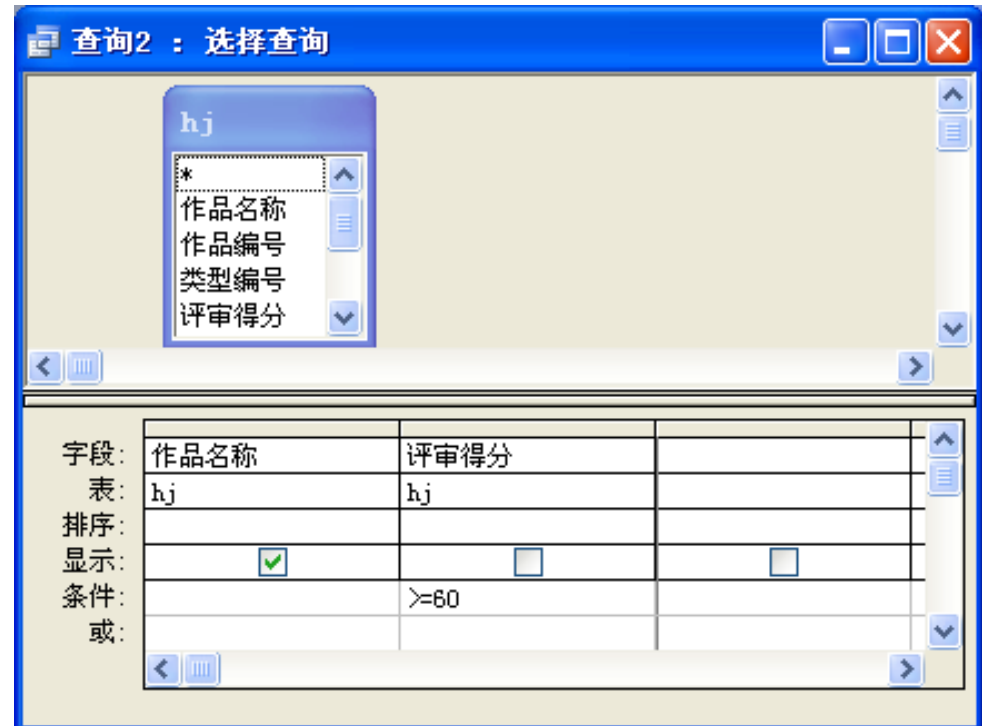 查询2 : 选择查询
hj
*
作品名称
作品编号
类型编号
评审得分
字段: 作品名称 评审得分
表: hj hj
排序:
显示:
条件: >=60
或: